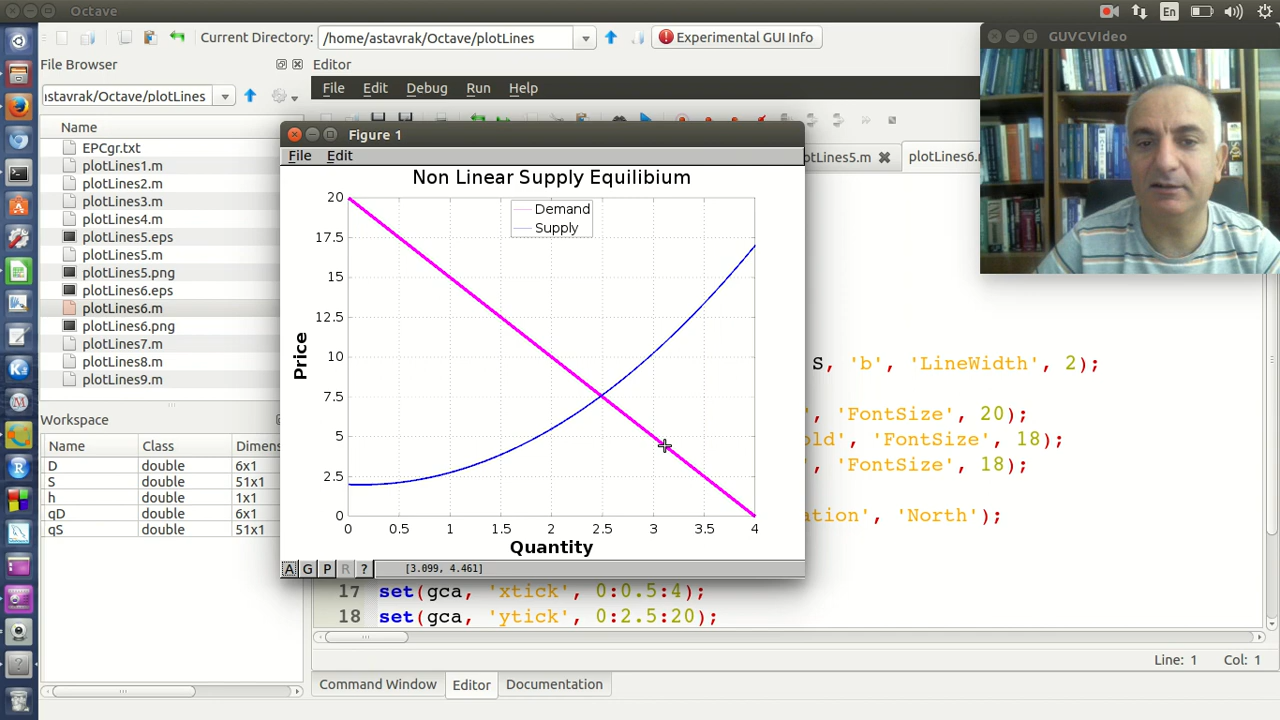 Octave
En
Current Directory: /home/astavrak/Octave/plotLines
Experimental GUI Info
GUVCVIdeo
File Browser
Editor
astavrak/Octave/plotLines
File Edit Debug Run Help
Name
EPCgr.txt
plotLines1.m
plotLines2.m
plotLines3.m
plotLines4.m
plotLines5.eps
plotLines5.m
plotLines5.png
plotLines6.eps
plotLines6.m
plotLines6.png
plotLines7.m
plotLines8.m
plotLines9.m
Workspace
Name Class Dimens
D double 6x1
S double 51x1
h double 1x1
qD double 6x1
qS double 51x1
Figure 1
File Edit
Non Linear Supply Equilibium
Demand
Supply
20
17.5
15
12.5
10
7.5
5
2.5
0
Price
0 0.5 1 1.5 2 2.5 3 3.5 4
Quantity
A G P R ? [3.099, 4.461]
otLines5.m plotLines6.m
S, 'b', 'LineWidth', 2);
', 'FontSize', 20);
old', 'FontSize', 18);
', 'FontSize', 18);
ation', 'North');
17 set(gca, 'xtick', 0:0.5:4);
18 set(gca, 'ytick', 0:2.5:20);
Line: 1 Col: 1
Command Window Editor Documentation